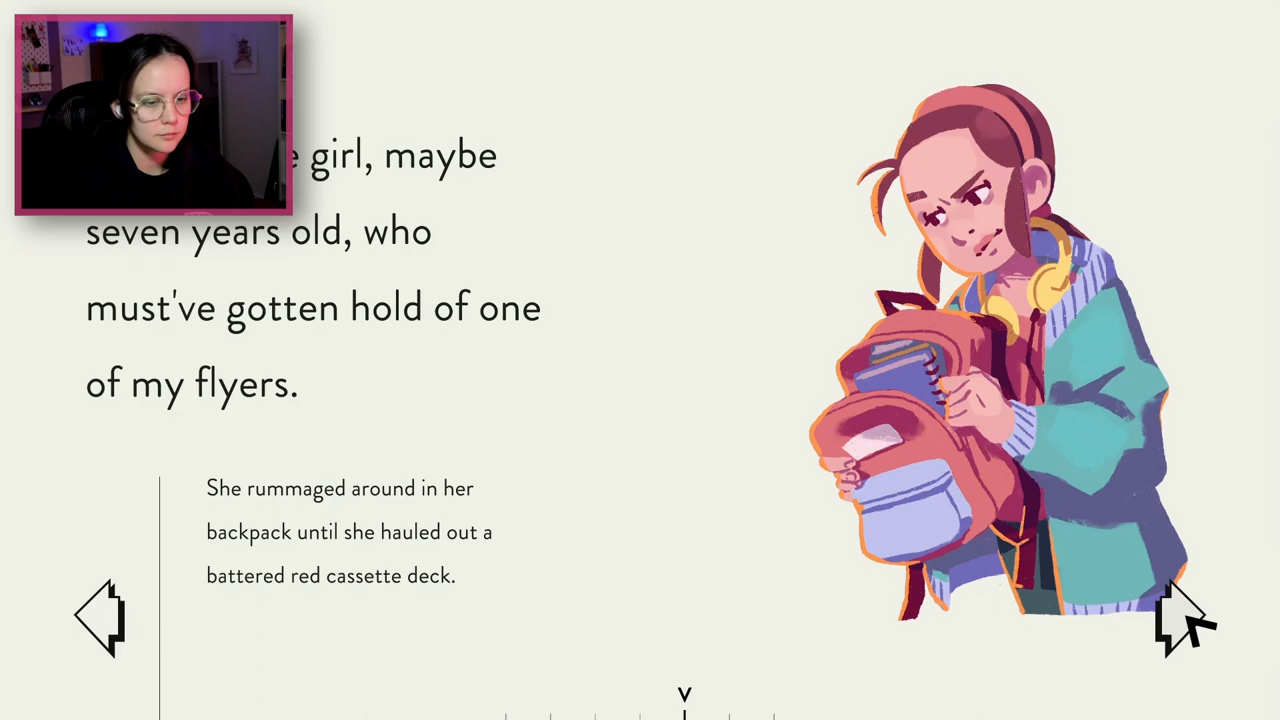 girl, maybe
seven years old, who
must've gotten hold of one
of my flyers.
She rummaged around in her
backpack until she hauled out a
battered red cassette deck.